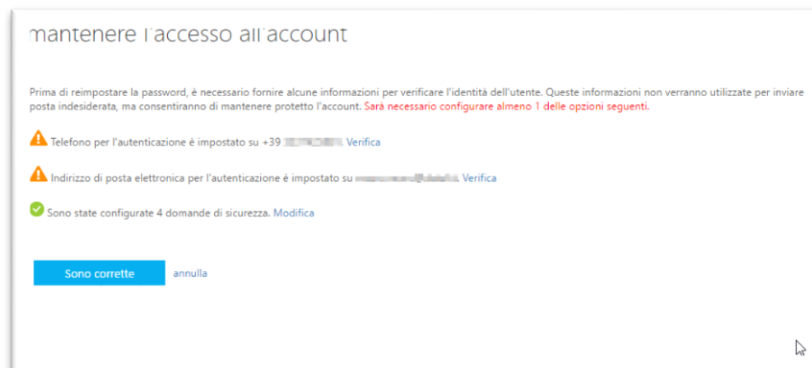 mantenere l'accesso all'account
Prima di reimpostare la password, è necessario fornire alcune informazioni per verificare l'identità dell'utente. Queste informazioni non verranno utilizzate per inviare
posta indesiderata, ma consentiranno di mantenere protetto l'account. Sarà necessario configurare almeno 1 delle opzioni seguenti.
Telefono per l'autenticazione è impostato su +39 Verifica
Indirizzo di posta elettronica per l'autenticazione è impostato su Verifica
Sono state configurate 4 domande di sicurezza. Modifica
Sono corrette annulla